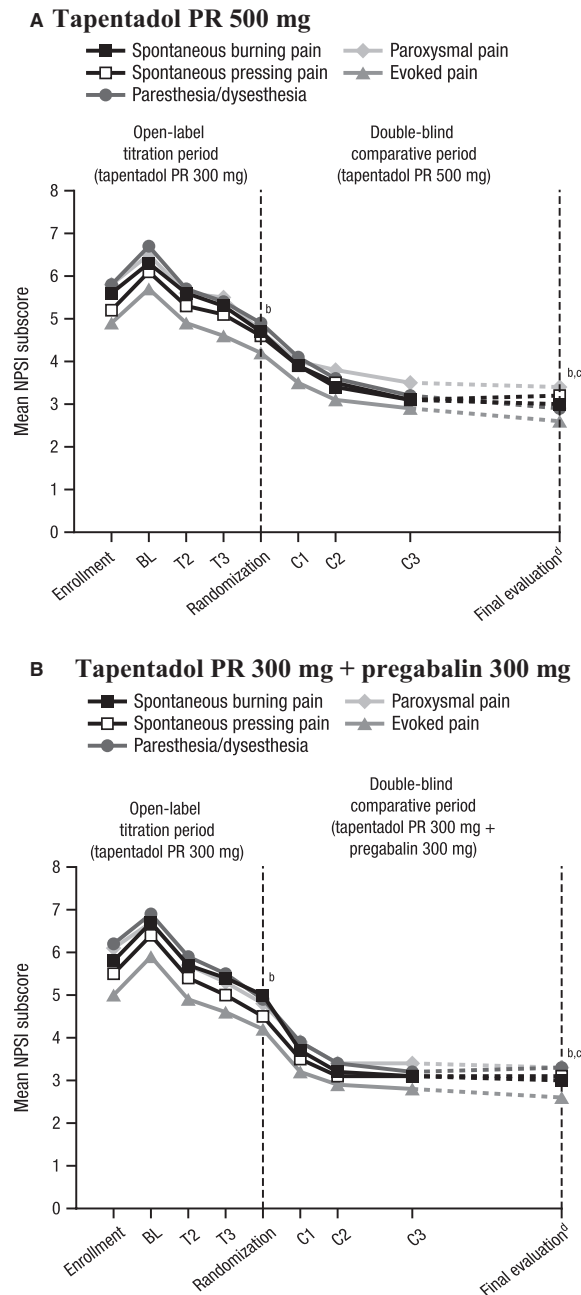 A Tapentadol PR 500 mg
Spontaneous burning pain
Paroxysmal pain
Spontaneous pressing pain
Evoked pain
Paresthesia/dysesthesia
Open-label
titration period
(tapentadol PR 300 mg)
Double-blind
comparative period
(tapentadol PR 500 mg)
Mean NPSI subscore
8
7
6
5
4
3
2
1
0
b
b,c
Enrollment
BL
T2
T3
Randomization
C1
C2
C3
Final evaluationd
B Tapentadol PR 300 mg + pregabalin 300 mg
Spontaneous burning pain
Paroxysmal pain
Spontaneous pressing pain
Evoked pain
Paresthesia/dysesthesia
Open-label
titration period
(tapentadol PR 300 mg)
Double-blind
comparative period
(tapentadol PR 300 mg +
pregabalin 300 mg)
Mean NPSI subscore
8
7
6
5
4
3
2
1
0
b
b,c
Enrollment
BL
T2
T3
Randomization
C1
C2
C3
Final evaluationd